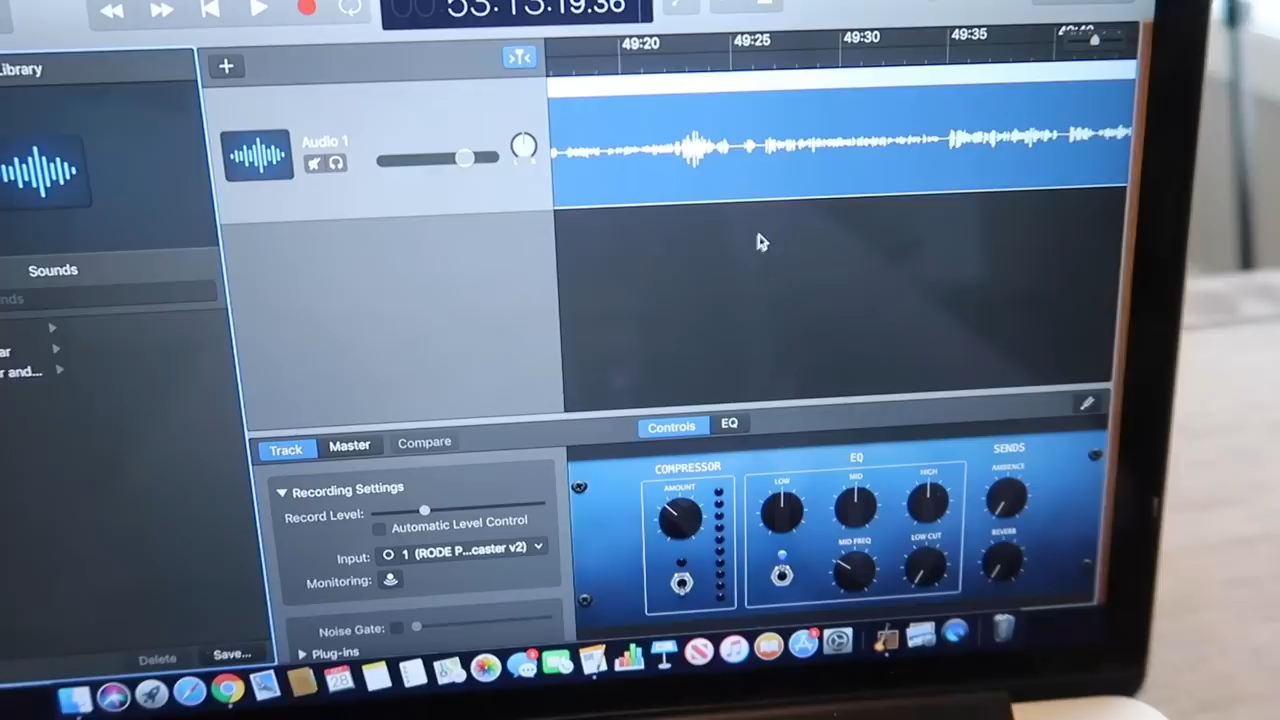 00 53:13:19.36
49:20 49:25 49:30 49:35
Library
Audio 1
Sounds
Controls EQ
Track Master Compare
Recording Settings
Record Level:
Automatic Level Control
Input: 1 (RODE P...caster v2)
Monitoring:
Noise Gate:
Plug-ins
Delete Save...
COMPRESSOR
AMOUNT
EQ
LOW MID HIGH
MID FREQ LOW CUT
SENDS
AMBIENCE
REVERB
28